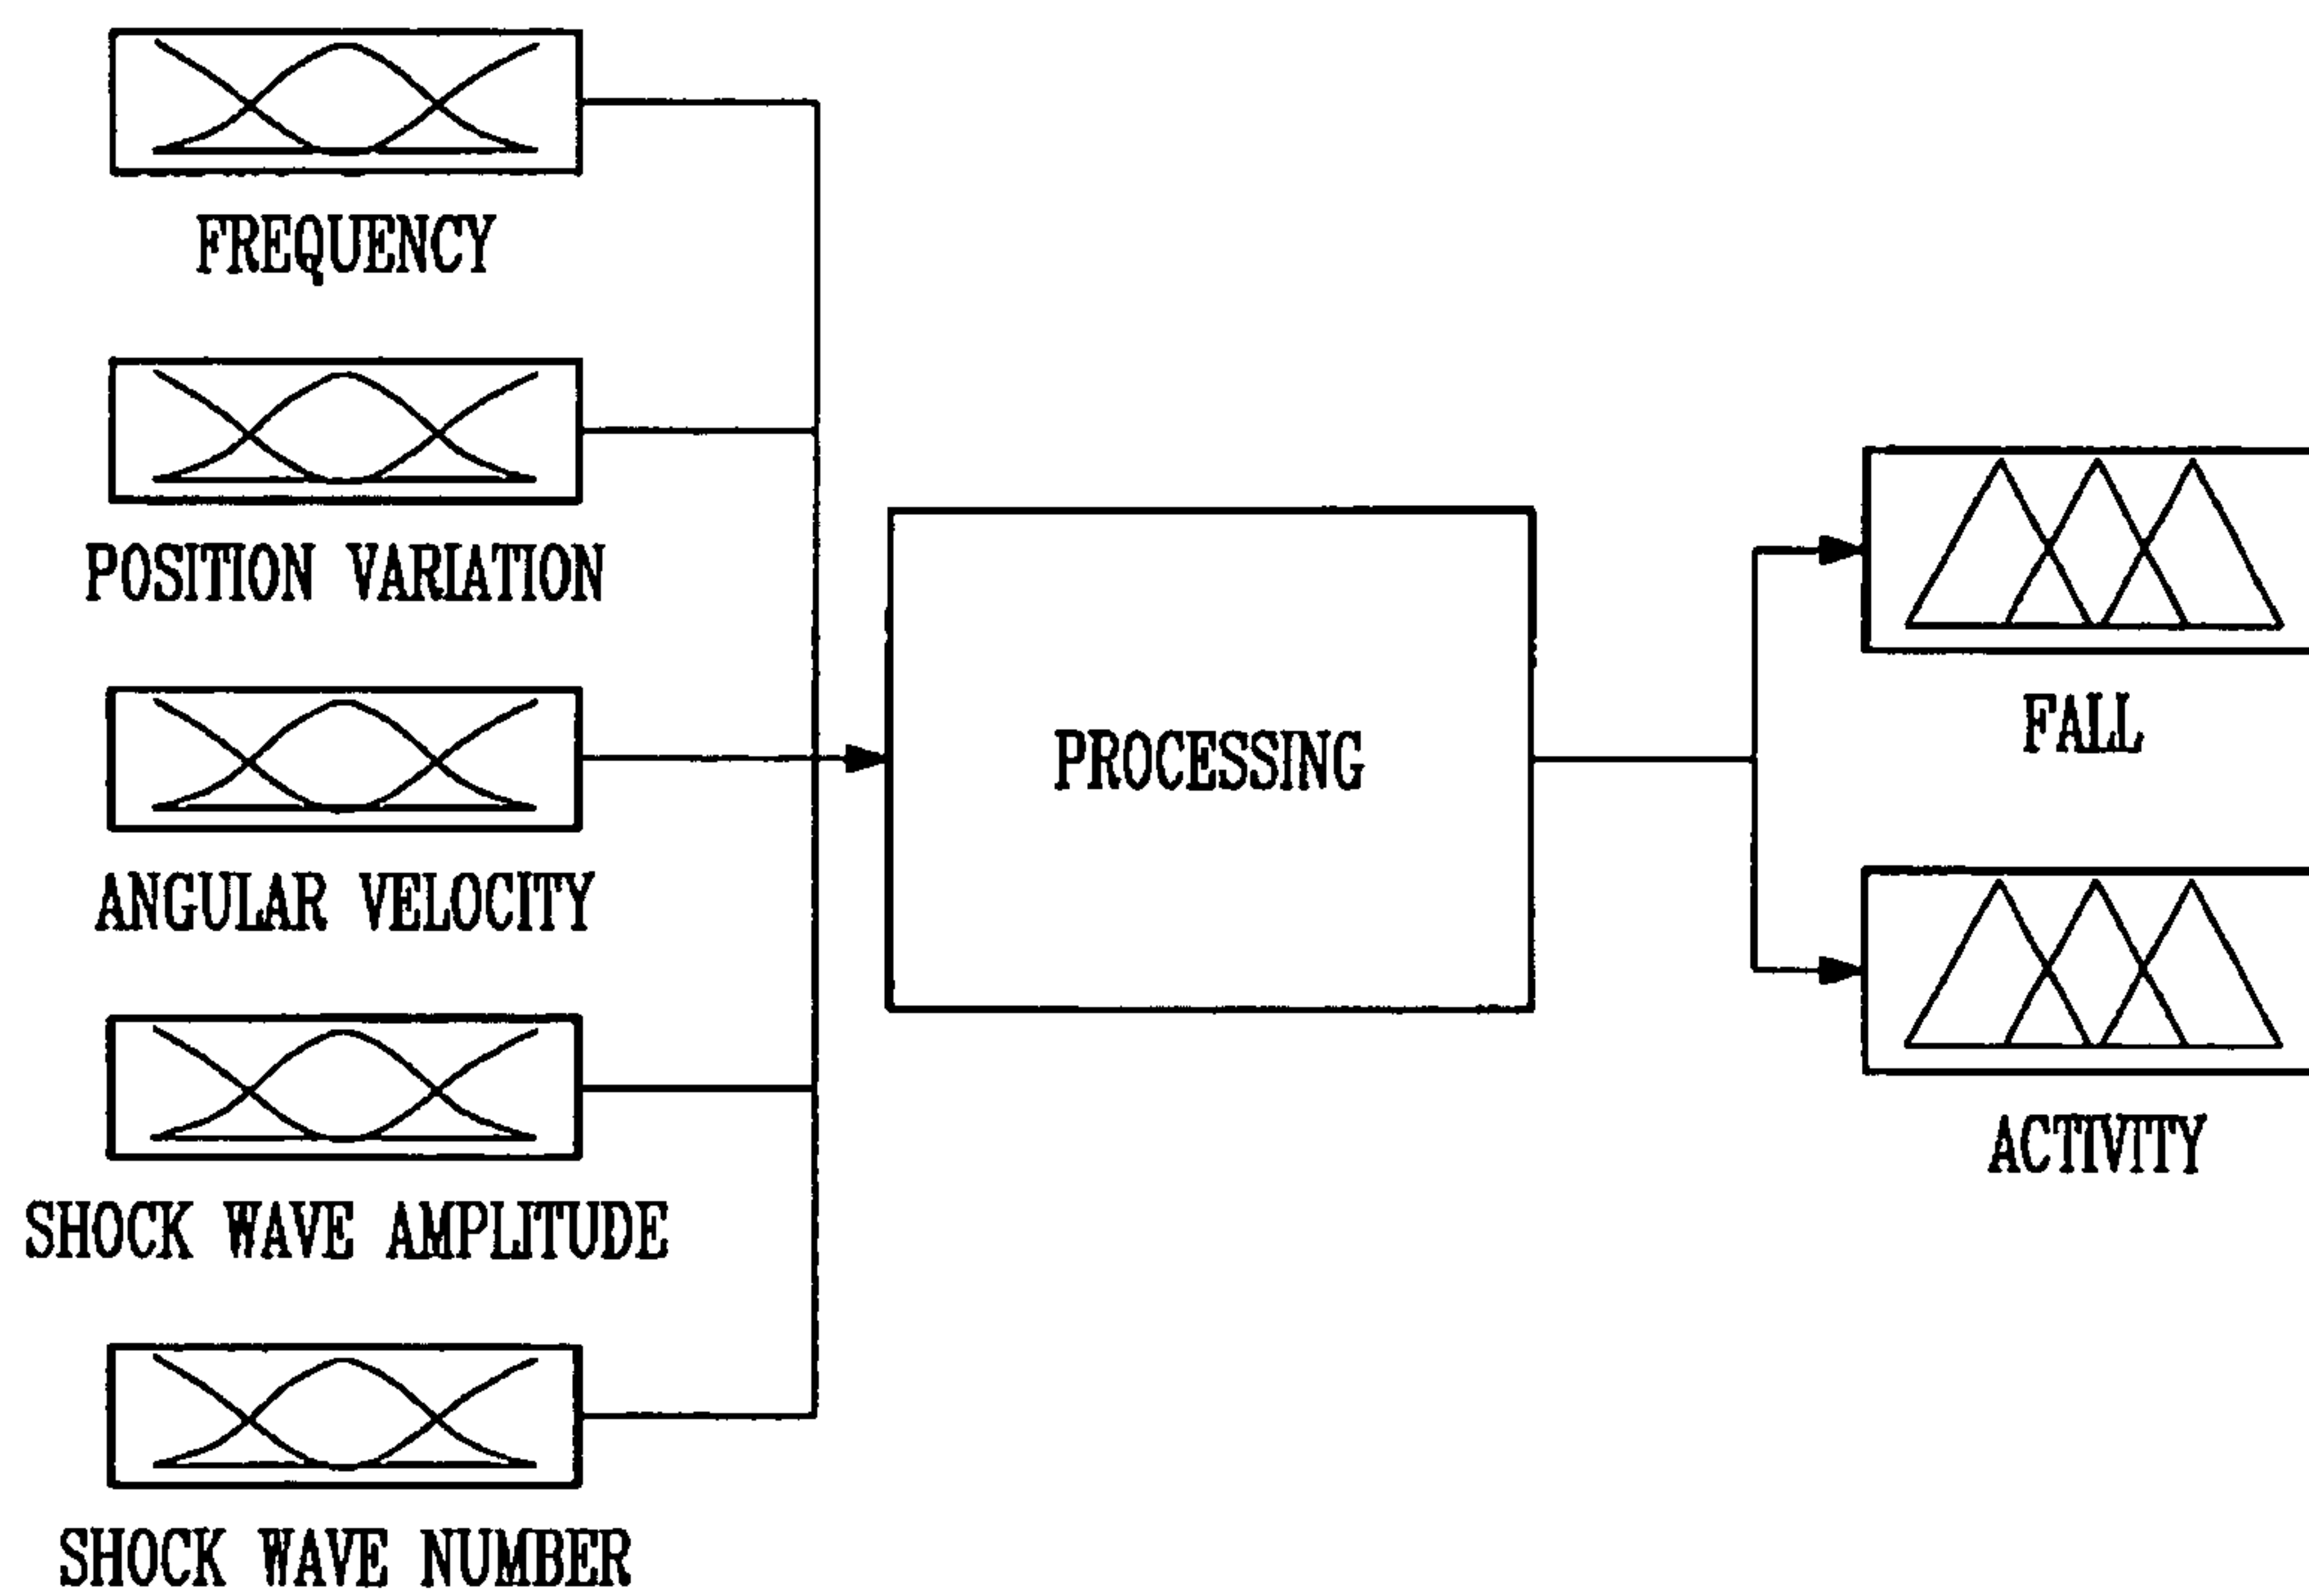 FREQUENCY
POSITION VARIATION
ANGULAR VELOCITY
SHOCK WAVE AMPLITUDE
SHOCK WAVE NUMBER
PROCESSING
FALL
ACTIVITY